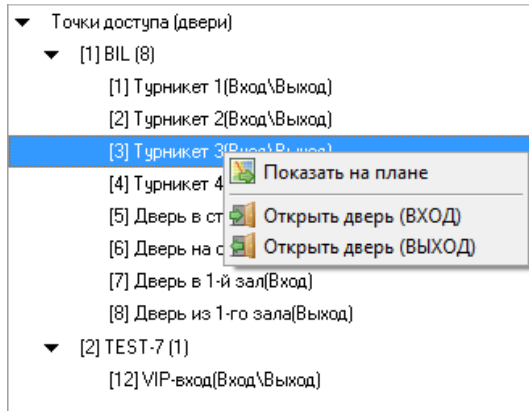 Точки доступа (двери)
[1] BIL (8)
[1] Турникет 1(Вход\Выход)
[2] Турникет 2(Вход\Выход)
[3] Турникет 3(Вход\Выход)
Показать на плане
[4] Турникет 4
[5] Дверь в ст
Открыть дверь (ВХОД)
[6] Дверь на с
Открыть дверь (ВЫХОД)
[7] Дверь в 1-й зал(Вход)
[8] Дверь из 1-го зала(Выход)
[2] TEST-7 (1)
[12] VIP-вход(Вход\Выход)